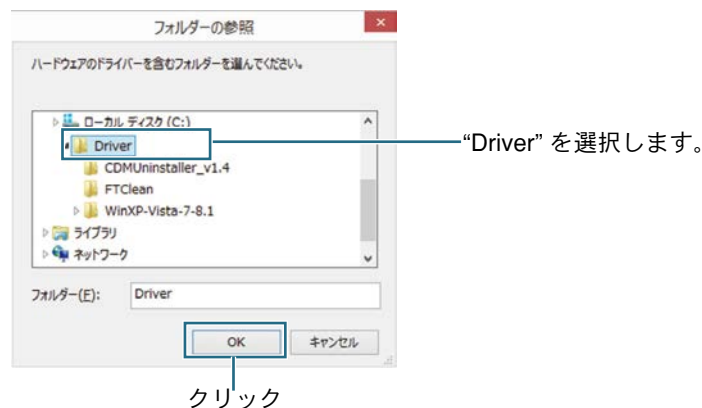 フォルダーの参照
ハードウェアのドライバーを含むフォルダーを選んでください。
ローカル ディスク (C:)
Driver
“Driver” を選択します。
CDMUninstaller_v1.4
FTClean
WinXP-Vista-7-8.1
ライブラリ
ネットワーク
フォルダー(F): Driver
OK キャンセル
クリック